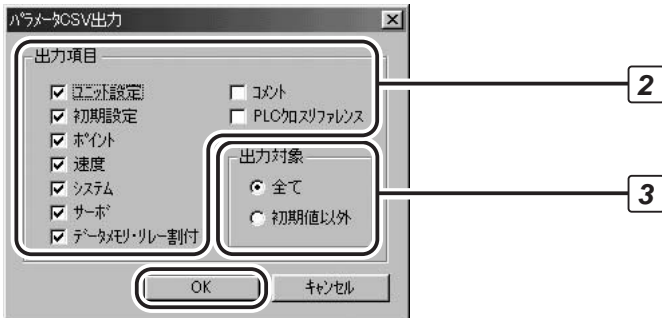 パラメータCSV出力
出力項目
ユニット設定
初期設定
ポイント
速度
システム
サーボ
データメモリ・リレー割付
コメント
PLCクロスリファレンス
2
出力対象
全て
初期値以外
3
OK
キャンセル